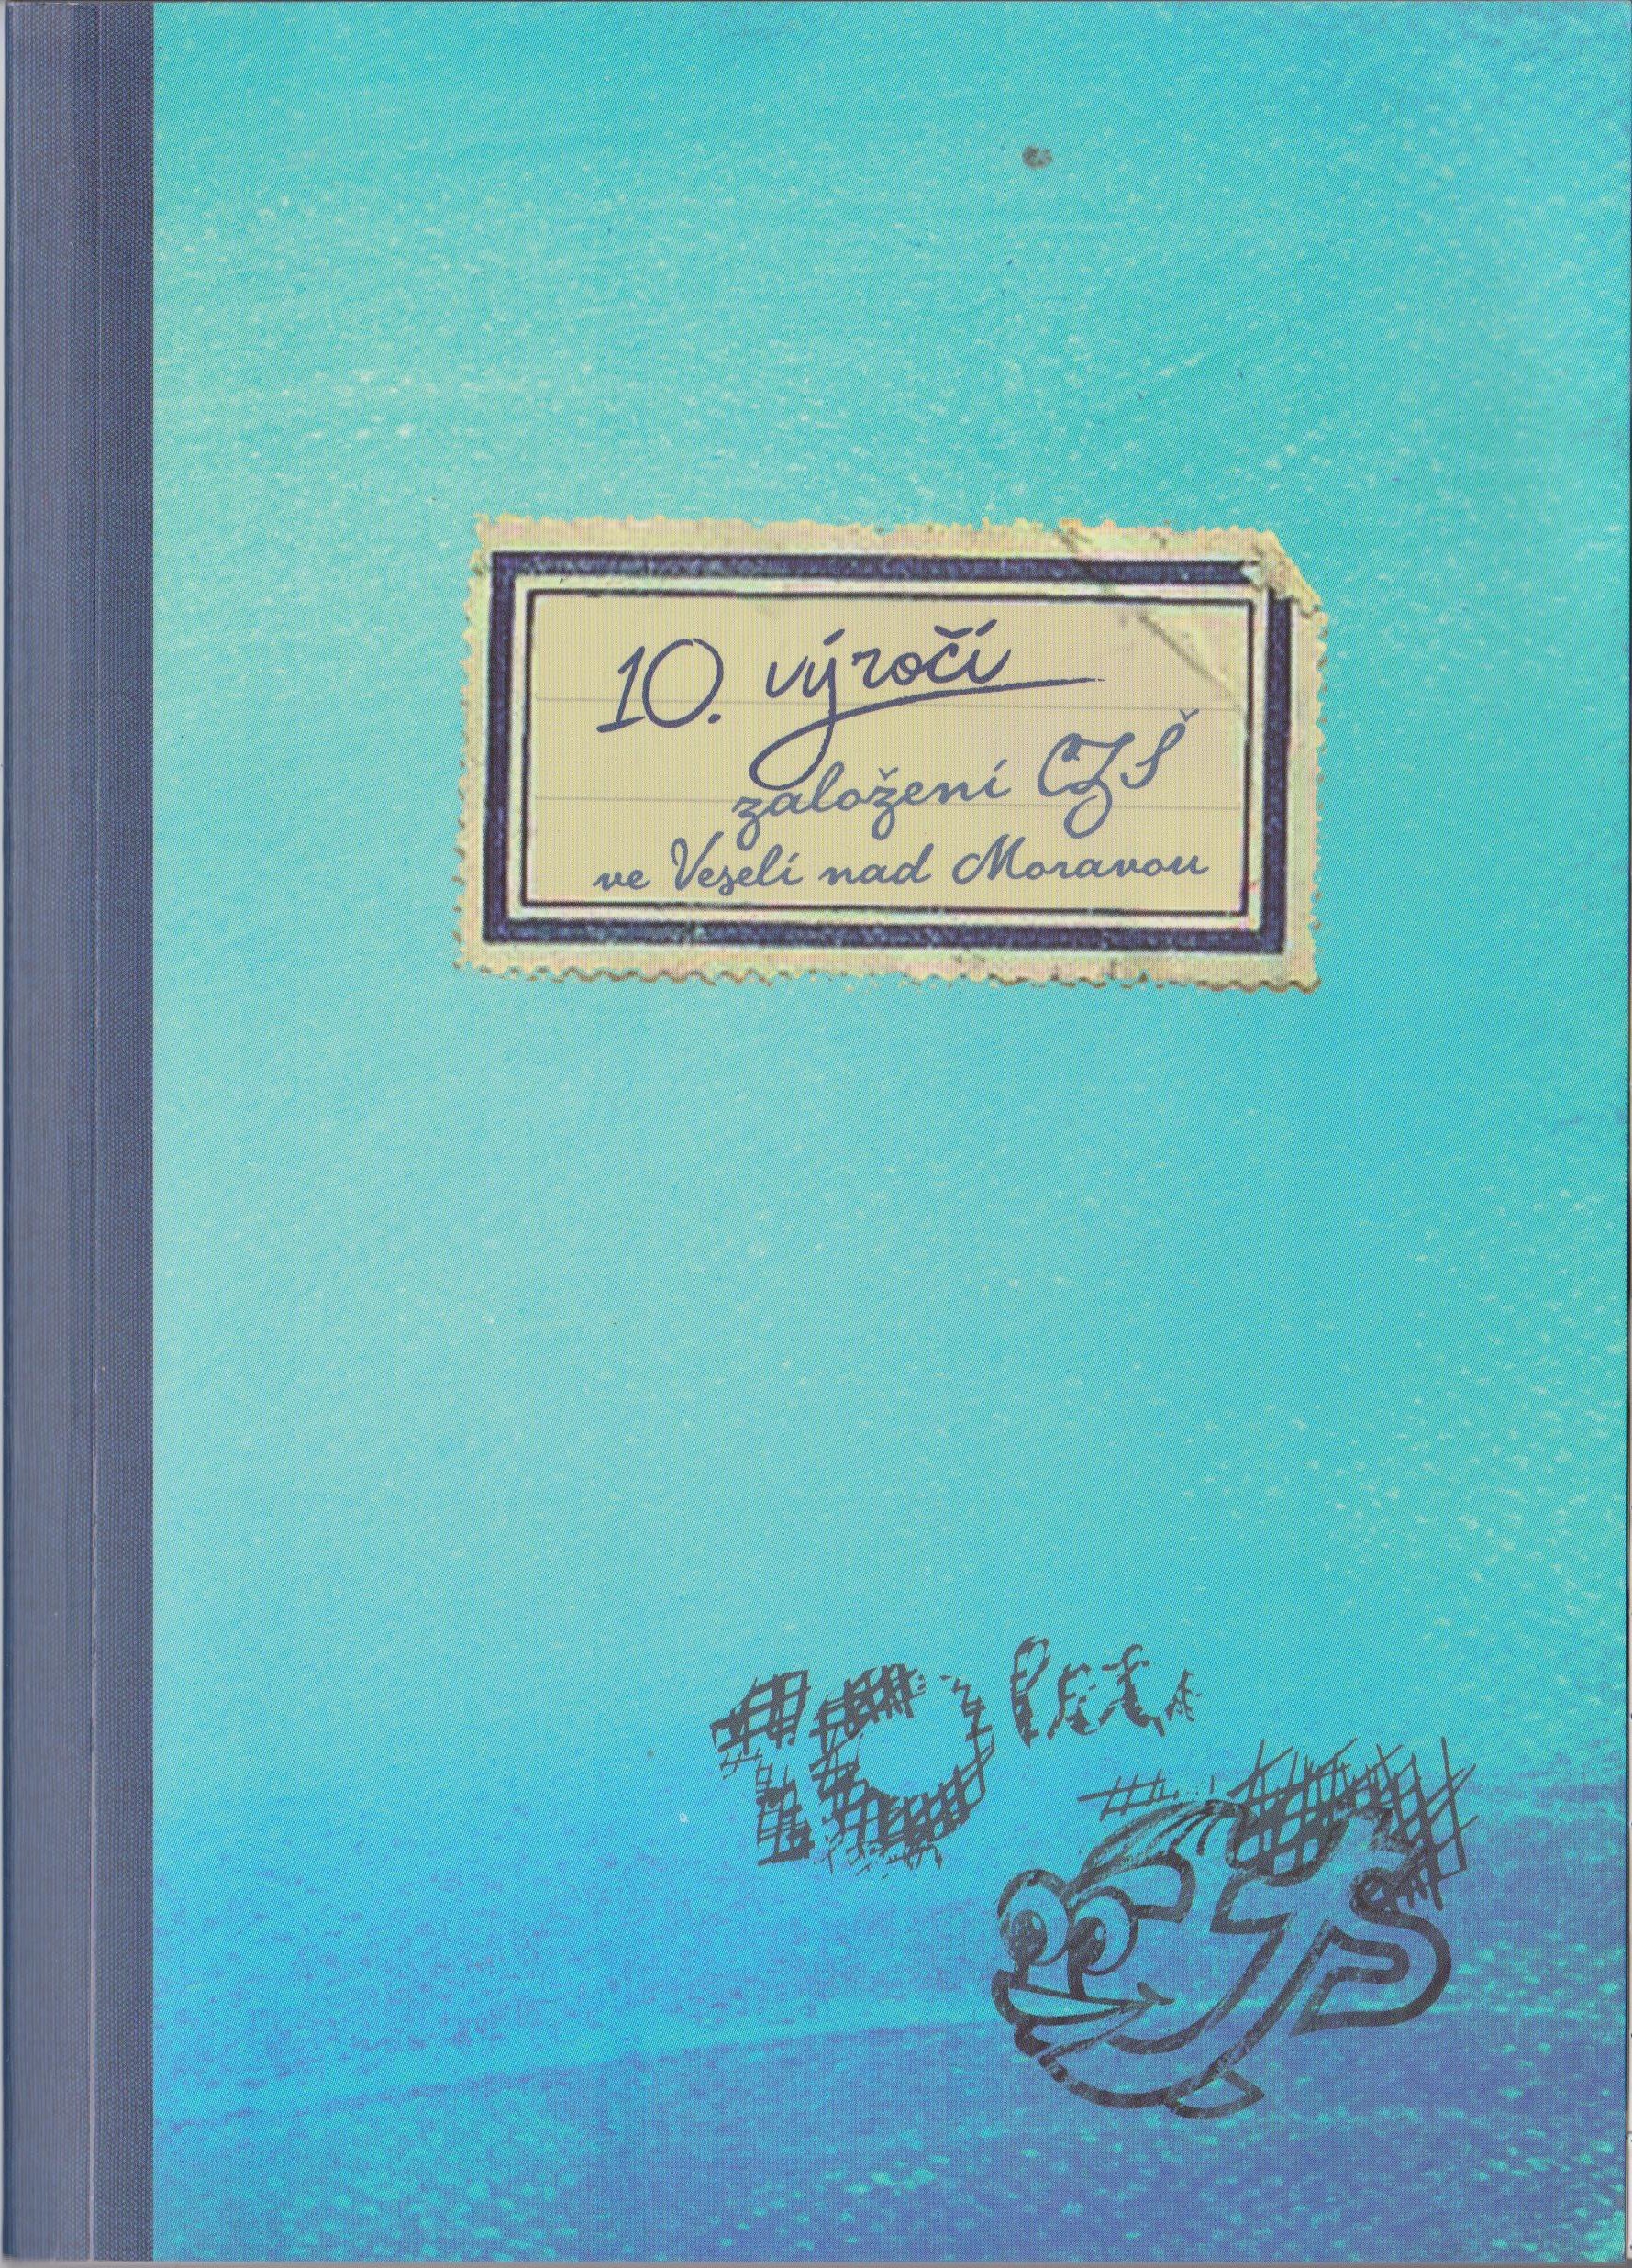 10. výročí
založení CZŠ
ve Veselí nad Moravou
10 let
CZŠ